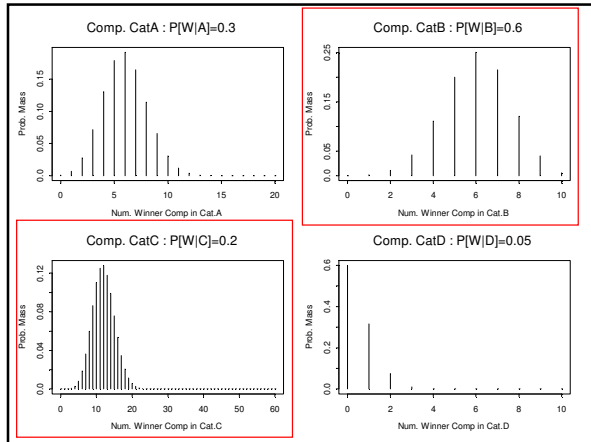 Comp. CatA : P[W|A]=0.3
Prob. Mass
0.0 0.05 0.10 0.15
0 5 10 15 20
Num. Winner Comp in Cat.A
Comp. CatB : P[W|B]=0.6
Prob. Mass
0.0 0.05 0.15 0.25
0 2 4 6 8 10
Num. Winner Comp in Cat.B
Comp. CatC : P[W|C]=0.2
Prob. Mass
0.0 0.04 0.08 0.12
0 10 20 30 40 50 60
Num. Winner Comp in Cat.C
Comp. CatD : P[W|D]=0.05
Prob. Mass
0.0 0.2 0.4 0.6
0 2 4 6 8 10
Num. Winner Comp in Cat.D